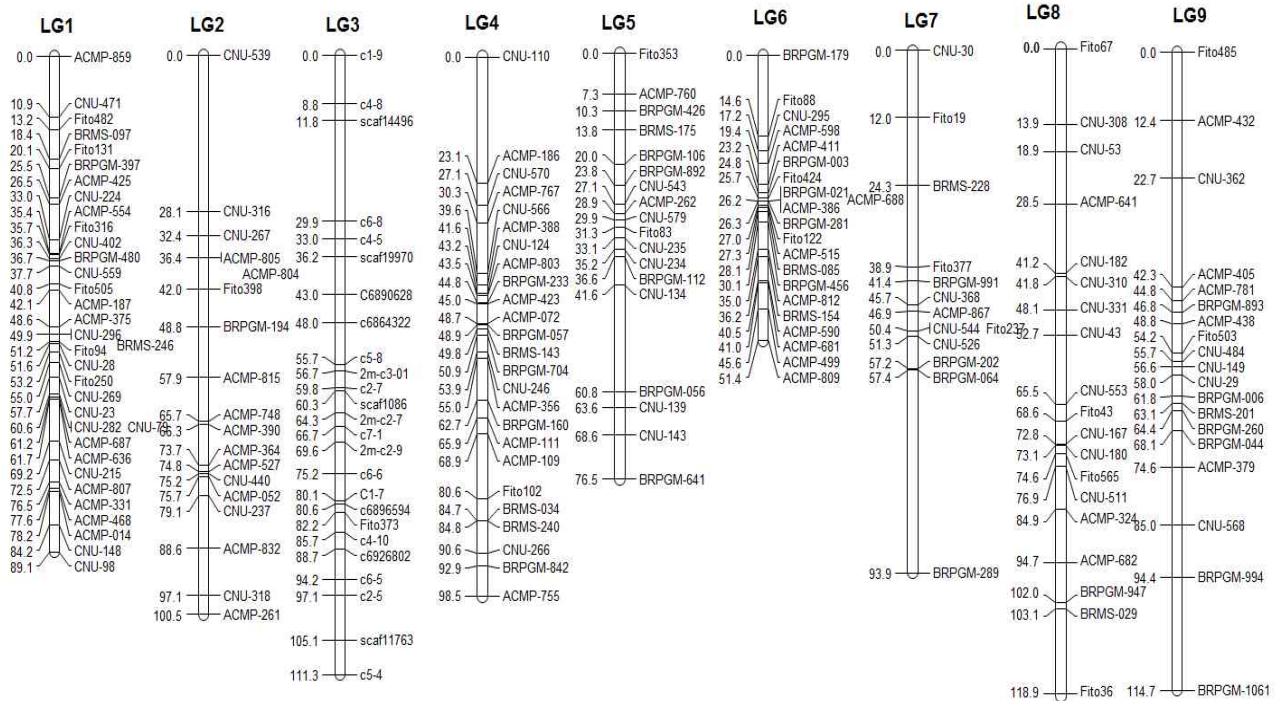 LG1
0.0 ACMP-859
10.9 CNU-471
13.2 Fito482
18.4 BRMS-097
20.1 Fito131
25.5 BRPGM-397
26.5 ACMP-425
33.0 CNU-224
35.4 ACMP-554
35.7 Fito316
36.3 CNU-402
36.7 BRPGM-480
37.7 CNU-559
40.8 Fito505
42.1 ACMP-187
48.6 ACMP-375
49.9 CNU-296
51.2 Fito94 BRMS-246
51.6 CNU-28
53.2 Fito250
55.0 CNU-269
57.7 CNU-23
60.6 CNU-282 CNU-79
61.2 ACMP-687
61.7 ACMP-636
69.2 CNU-215
72.5 ACMP-807
76.5 ACMP-331
77.6 ACMP-468
78.2 ACMP-014
84.2 CNU-148
89.1 CNU-98
LG2
0.0 CNU-539
28.1 CNU-316
32.4 CNU-267
36.4 ACMP-805
ACMP-804
42.0 Fito398
48.8 BRPGM-194
57.9 ACMP-815
65.7 ACMP-748
66.3 ACMP-390
73.7 ACMP-364
74.8 ACMP-527
75.2 CNU-440
75.7 ACMP-052
79.1 CNU-237
88.6 ACMP-832
97.1 CNU-318
100.5 ACMP-261
LG3
0.0 c1-9
8.8 c4-8
11.8 scaf14496
29.9 c6-8
33.0 c4-5
36.2 scaf19970
43.0 C6890628
48.0 c6864322
55.7 c5-8
56.7 2m-c3-01
59.8 c2-7
60.3 scaf1086
64.3 2m-c2-7
66.7 c7-1
69.6 2m-c2-9
75.2 c6-6
80.1 C1-7
80.6 c6896594
82.2 Fito373
85.7 c4-10
88.7 c6926802
94.2 c6-5
97.1 c2-5
105.1 scaf11763
111.3 c5-4
LG4
0.0 CNU-110
23.1 ACMP-186
27.1 CNU-570
30.3 ACMP-767
39.6 CNU-566
41.6 ACMP-388
43.2 CNU-124
43.5 ACMP-803
44.8 BRPGM-233
45.0 ACMP-423
48.7 ACMP-072
48.9 BRPGM-057
49.8 BRMS-143
50.9 BRPGM-704
53.9 CNU-246
55.0 ACMP-356
62.7 BRPGM-160
65.9 ACMP-111
68.9 ACMP-109
80.6 Fito102
84.7 BRMS-034
84.8 BRMS-240
90.6 CNU-266
92.9 BRPGM-842
98.5 ACMP-755
LG5
0.0 Fito353
7.3 ACMP-760
10.3 BRPGM-426
13.8 BRMS-175
20.0 BRPGM-106
23.8 BRPGM-892
27.1 CNU-543
28.9 ACMP-262
29.9 CNU-579
31.3 Fito83
33.1 CNU-235
35.2 CNU-234
36.6 BRPGM-112
41.6 CNU-134
60.8 BRPGM-056
63.6 CNU-139
68.6 CNU-143
76.5 BRPGM-641
LG6
0.0 BRPGM-179
14.6 Fito88
17.2 CNU-295
19.4 ACMP-598
23.2 ACMP-411
24.8 BRPGM-003
25.7 Fito424
BRPGM-021
26.2 ACMP-688
ACMP-386
26.3 BRPGM-281
27.0 Fito122
27.3 ACMP-515
28.1 BRMS-085
30.1 BRPGM-456
35.0 ACMP-812
36.2 BRMS-154
40.5 ACMP-590
41.0 ACMP-681
45.6 ACMP-499
51.4 ACMP-809
LG7
0.0 CNU-30
12.0 Fito19
24.3 BRMS-228
38.9 Fito377
41.4 BRPGM-991
45.7 CNU-368
46.9 ACMP-867
50.4 CNU-544 Fito237
51.3 CNU-526
57.2 BRPGM-202
57.4 BRPGM-064
93.9 BRPGM-289
LG8
0.0 Fito67
13.9 CNU-308
18.9 CNU-53
28.5 ACMP-641
41.2 CNU-182
41.8 CNU-310
48.1 CNU-331
52.7 CNU-43
65.5 CNU-553
68.6 Fito43
72.8 CNU-167
73.1 CNU-180
74.6 Fito565
76.9 CNU-511
84.9 ACMP-324
94.7 ACMP-682
102.0 BRPGM-947
103.1 BRMS-029
118.9 Fito36
LG9
0.0 Fito485
12.4 ACMP-432
22.7 CNU-362
42.3 ACMP-405
44.8 ACMP-781
46.8 BRPGM-893
48.8 ACMP-438
54.2 Fito503
55.7 CNU-484
56.6 CNU-149
58.0 CNU-29
61.8 BRPGM-006
63.1 BRMS-201
64.4 BRPGM-260
68.1 BRPGM-044
74.6 ACMP-379
85.0 CNU-568
94.4 BRPGM-994
114.7 BRPGM-1061